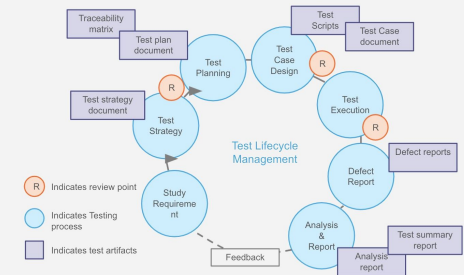 Traceability
matrix
Test plan
document
Test
Planning
Test
Case
Design
Test
Scripts
Test Case
document
R
R
Test strategy
document
Test
Strategy
Test
Execution
R
Test Lifecycle
Management
Defect reports
Defect
Report
R
Indicates review point
Study
Requireme
nt
Indicates Testing
process
Analysis
&
Report
Test summary
report
Indicates test artifacts
Feedback
Analysis
report